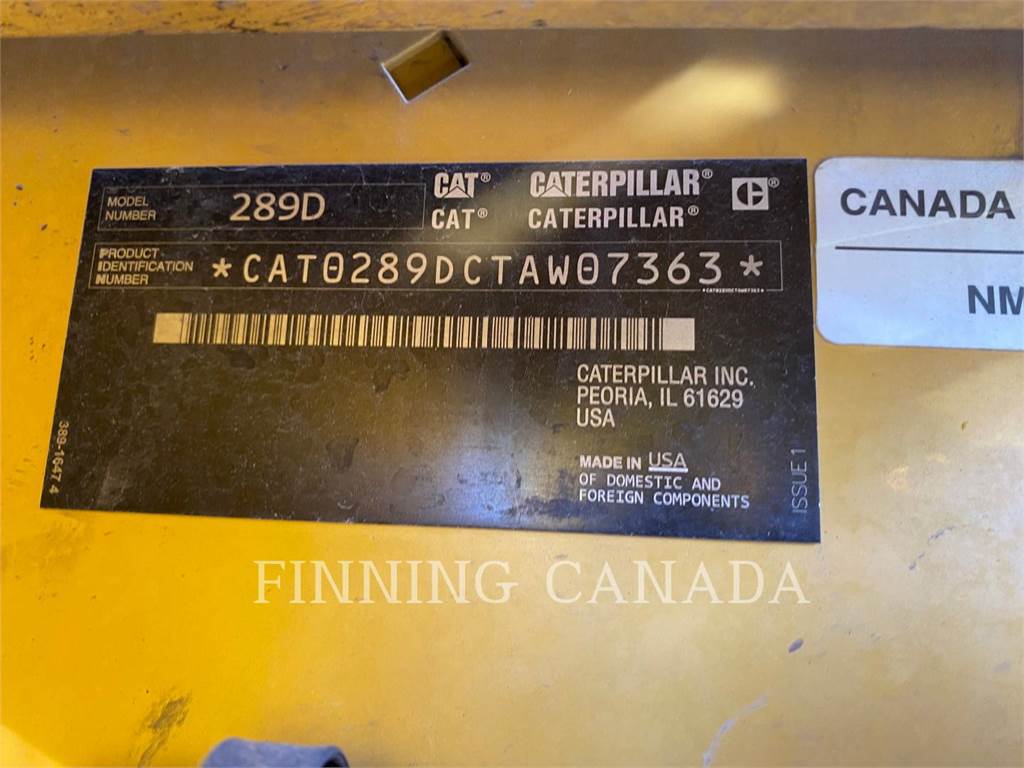 MODEL
NUMBER
289D
CAT® CATERPILLAR®
CAT® CATERPILLAR®
C®
PRODUCT
IDENTIFICATION
NUMBER
*CAT0289DCTAW07363*
*CAT0289DCTAW07363*
CATERPILLAR INC.
PEORIA, IL 61629
USA
MADE IN USA
OF DOMESTIC AND
FOREIGN COMPONENTS
389-1647 4
ISSUE 1
CANADA
NM
FINNING CANADA